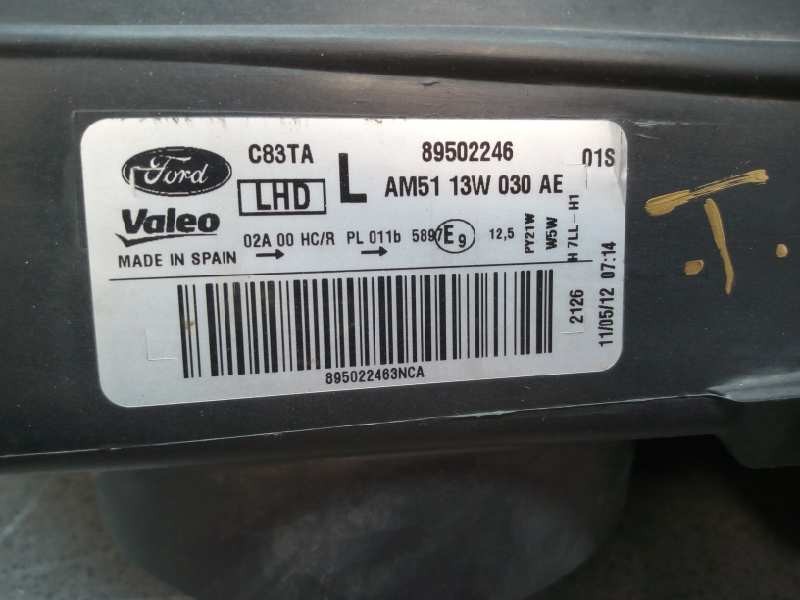 Ford C83TA 89502246 01S
LHD L AM51 13W 030 AE
Valeo
MADE IN SPAIN 02A 00 HC/R PL 011b 5897 E9 12,5
PY21W
W5W
H7LL-H1
2126
11/05/12 07:14
895022463NCA
T.